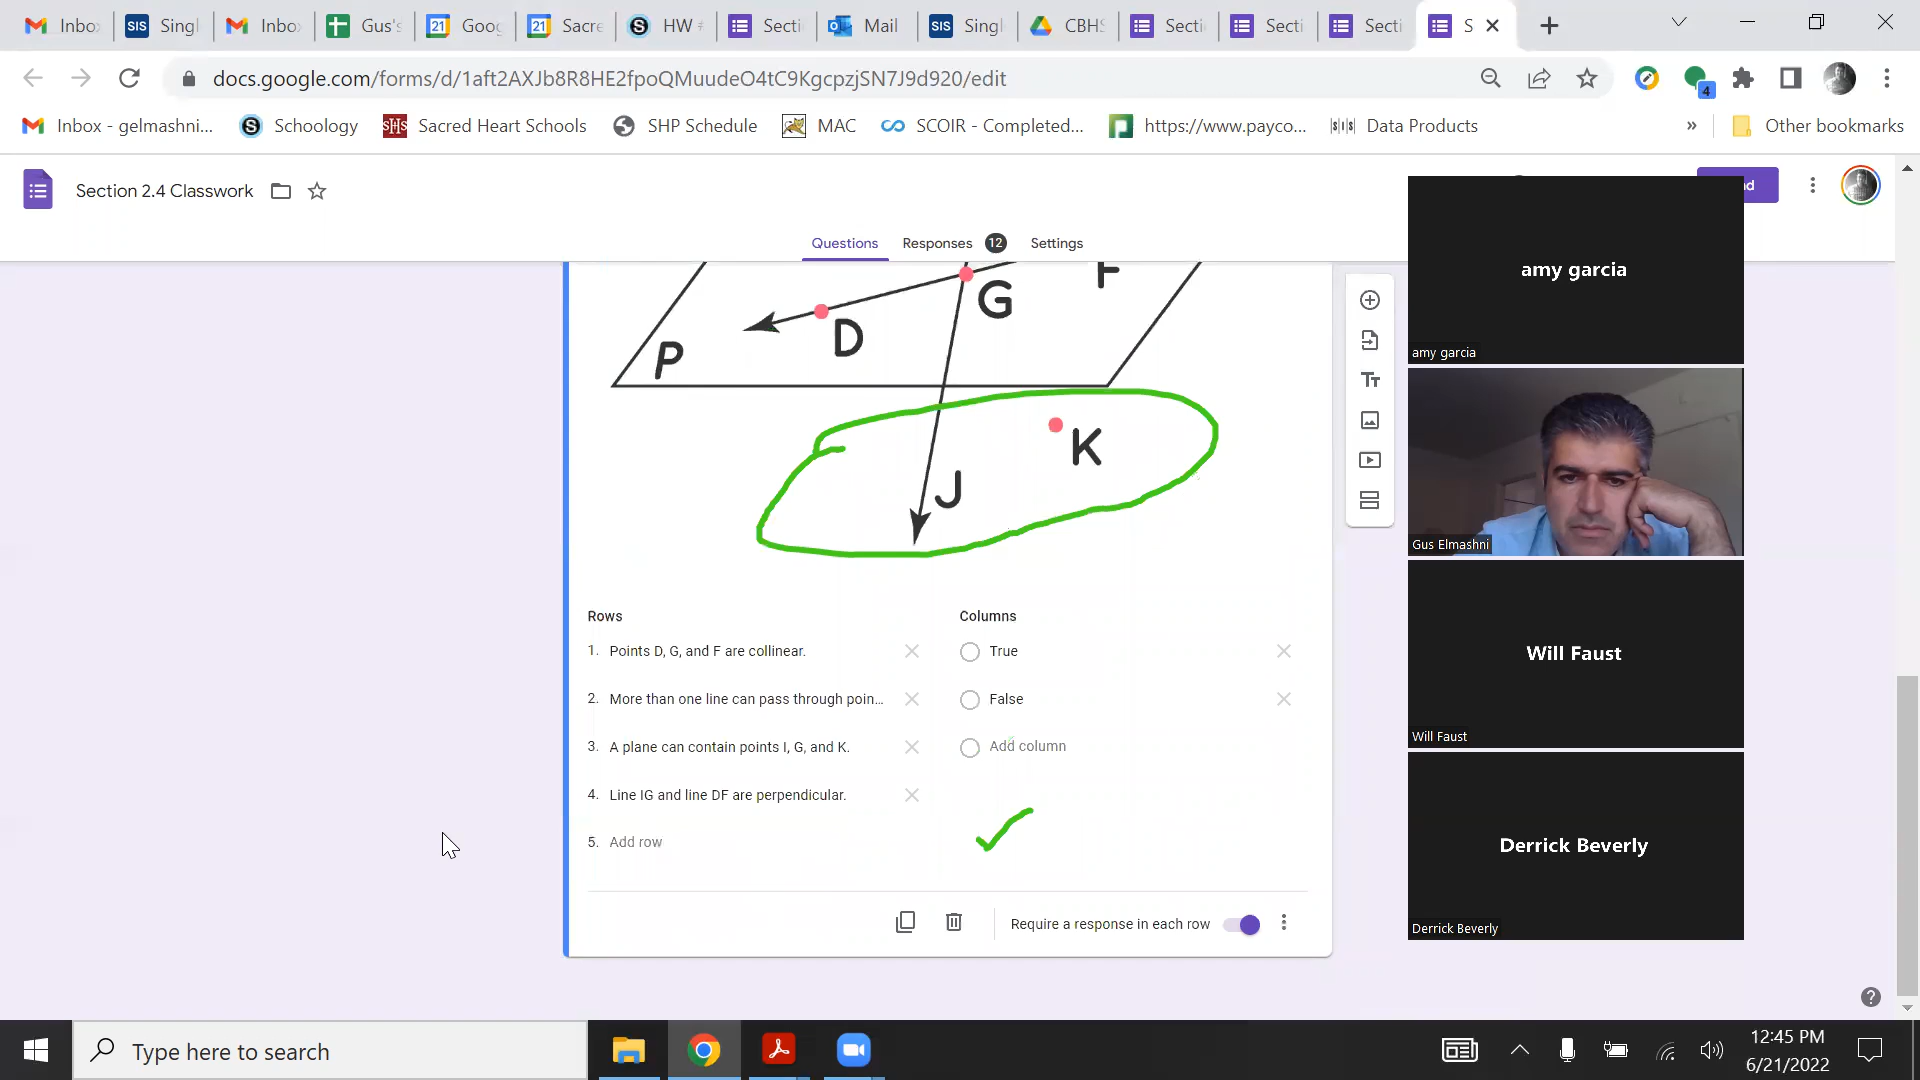 Inbo
Singl
Inbo
Gus's
Goog
Sacre
HW #
Secti
Mail
Singl
CBHS
Secti
Secti
Secti
S
docs.google.com/forms/d/1aft2AXJb8R8HE2fpoQMuudeO4tC9KgcpzjSN7J9d920/edit
4
Inbox - gelmashni...
Schoology
Sacred Heart Schools
SHP Schedule
MAC
SCOIR - Completed...
https://www.payco...
Data Products
»
Other bookmarks
Section 2.4 Classwork
nd
Questions
Responses 12
Settings
F
G
D
P
K
J
Rows
Columns
1. Points D, G, and F are collinear.
True
2. More than one line can pass through poin...
False
3. A plane can contain points I, G, and K.
Add column
4. Line IG and line DF are perpendicular.
5. Add row
Require a response in each row
amy garcia
amy garcia
Gus Elmashni
Will Faust
Will Faust
Derrick Beverly
Derrick Beverly
Type here to search
12:45 PM
6/21/2022